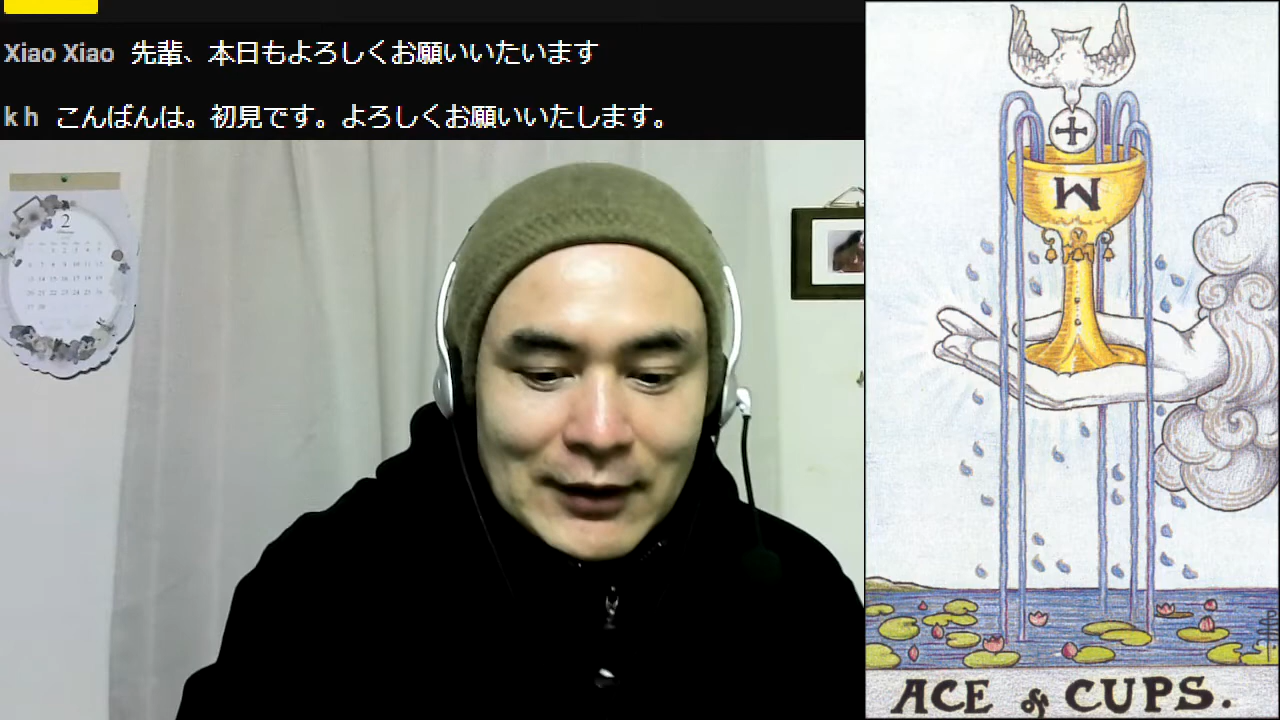 Xiao Xiao 先輩、本日もよろしくお願いいたいます
k h こんばんは。初見です。よろしくお願いいたします。
2
W
ACE of CUPS.